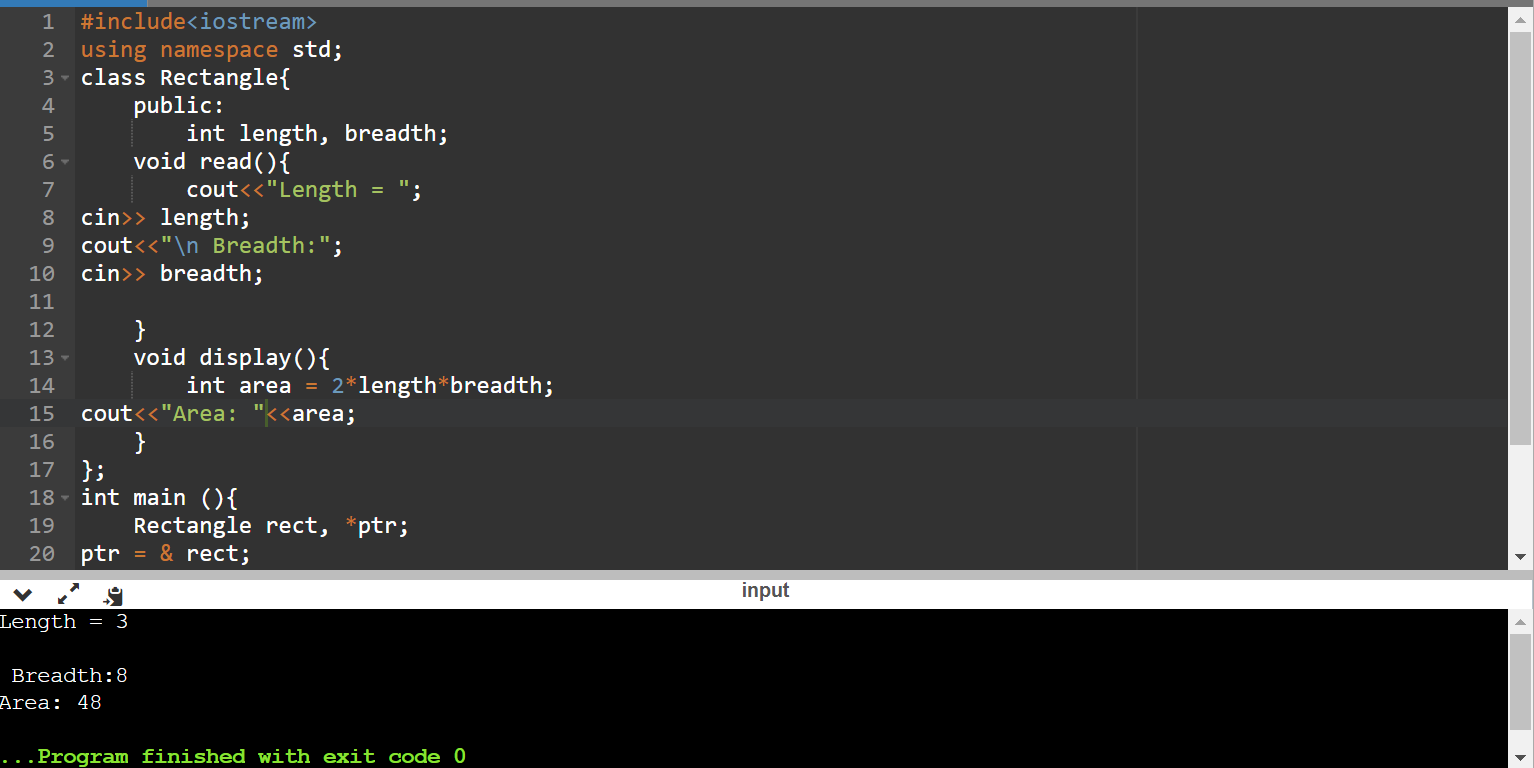 1 #include<iostream>
2 using namespace std;
3 class Rectangle{
4     public:
5         int length, breadth;
6     void read(){
7         cout<<"Length = ";
8 cin>> length;
9 cout<<"\n Breadth:";
10 cin>> breadth;
11
12     }
13     void display(){
14         int area = 2*length*breadth;
15 cout<<"Area: "<<area;
16     }
17 };
18 int main (){
19     Rectangle rect, *ptr;
20 ptr = & rect;
input
Length = 3
 Breadth:8
Area: 48
...Program finished with exit code 0